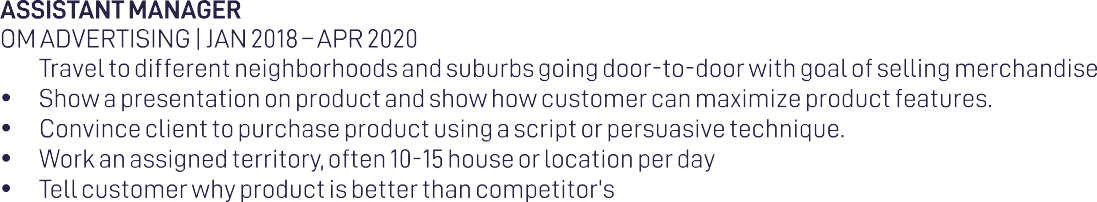 ASSISTANT MANAGER
OM ADVERTISING | JAN 2018 – APR 2020
Travel to different neighborhoods and suburbs going door-to-door with goal of selling merchandise
• Show a presentation on product and show how customer can maximize product features.
• Convince client to purchase product using a script or persuasive technique.
• Work an assigned territory, often 10-15 house or location per day
• Tell customer why product is better than competitor's